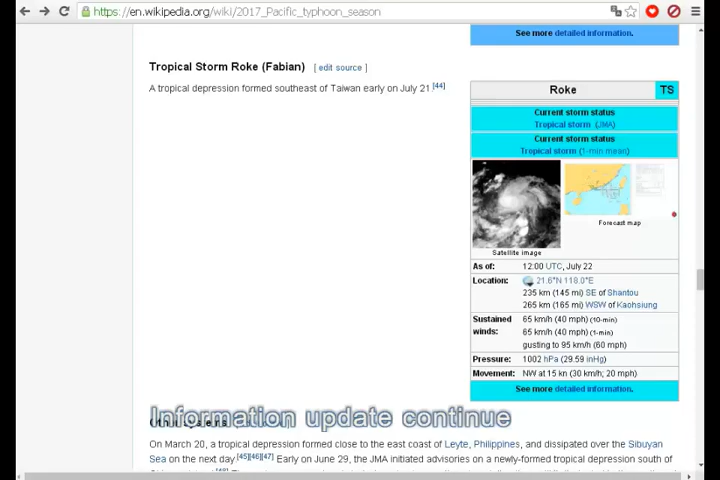 https://en.wikipedia.org/wiki/2017_Pacific_typhoon_season
See more detailed information.
Tropical Storm Roke (Fabian) [ edit source ]
A tropical depression formed southeast of Taiwan early on July 21.[44]
Roke TS
Current storm status
Tropical storm (JMA)
Current storm status
Tropical storm (1-min mean)
Forecast map
Satellite image
As of: 12:00 UTC, July 22
Location: 21.6°N 118.0°E
235 km (145 mi) SE of Shantou
265 km (165 mi) WSW of Kaohsiung
Sustained winds: 65 km/h (40 mph) (10-min)
65 km/h (40 mph) (1-min)
gusting to 95 km/h (60 mph)
Pressure: 1002 hPa (29.59 inHg)
Movement: NW at 15 kn (30 km/h; 20 mph)
See more detailed information.
Information update continue
On March 20, a tropical depression formed close to the east coast of Leyte, Philippines, and dissipated over the Sibuyan
Sea on the next day.[45][46][47] Early on June 29, the JMA initiated advisories on a newly-formed tropical depression south of